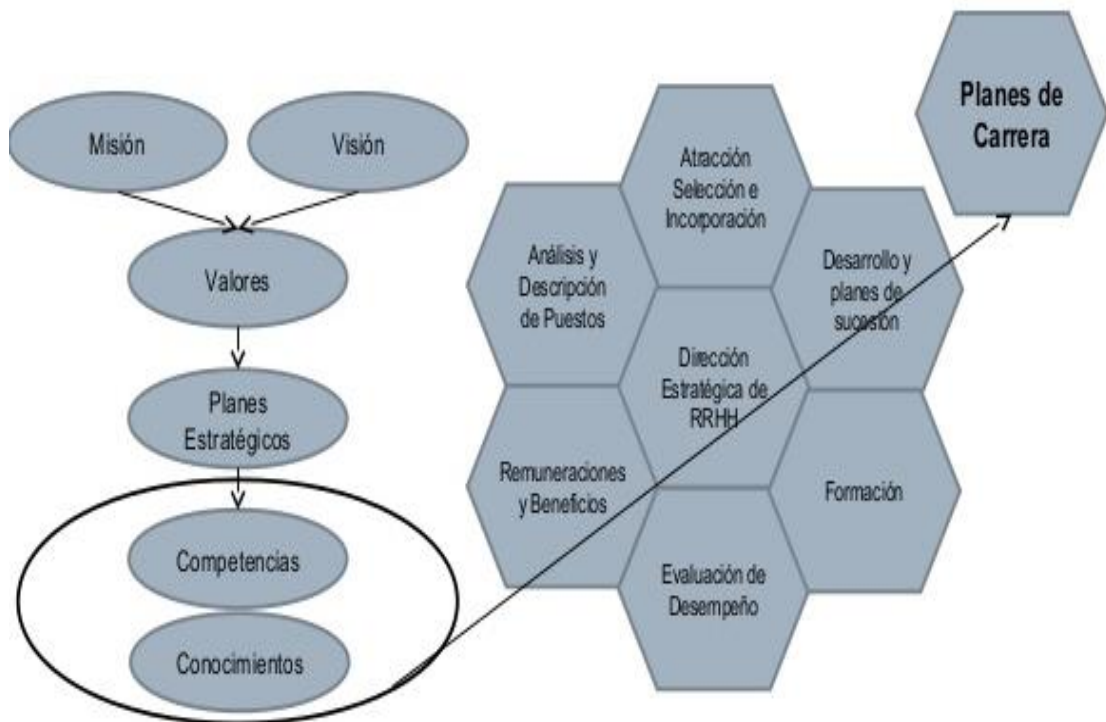 Misión
Visión
Valores
Planes
Estratégicos
Competencias
Conocimientos
Análisis y
Descripción
de Puestos
Atracción
Selección e
Incorporación
Desarrollo y
planes de
sucesión
Dirección
Estratégica de
RRHH
Remuneraciones
y Beneficios
Formación
Evaluación de
Desempeño
Planes de
Carrera